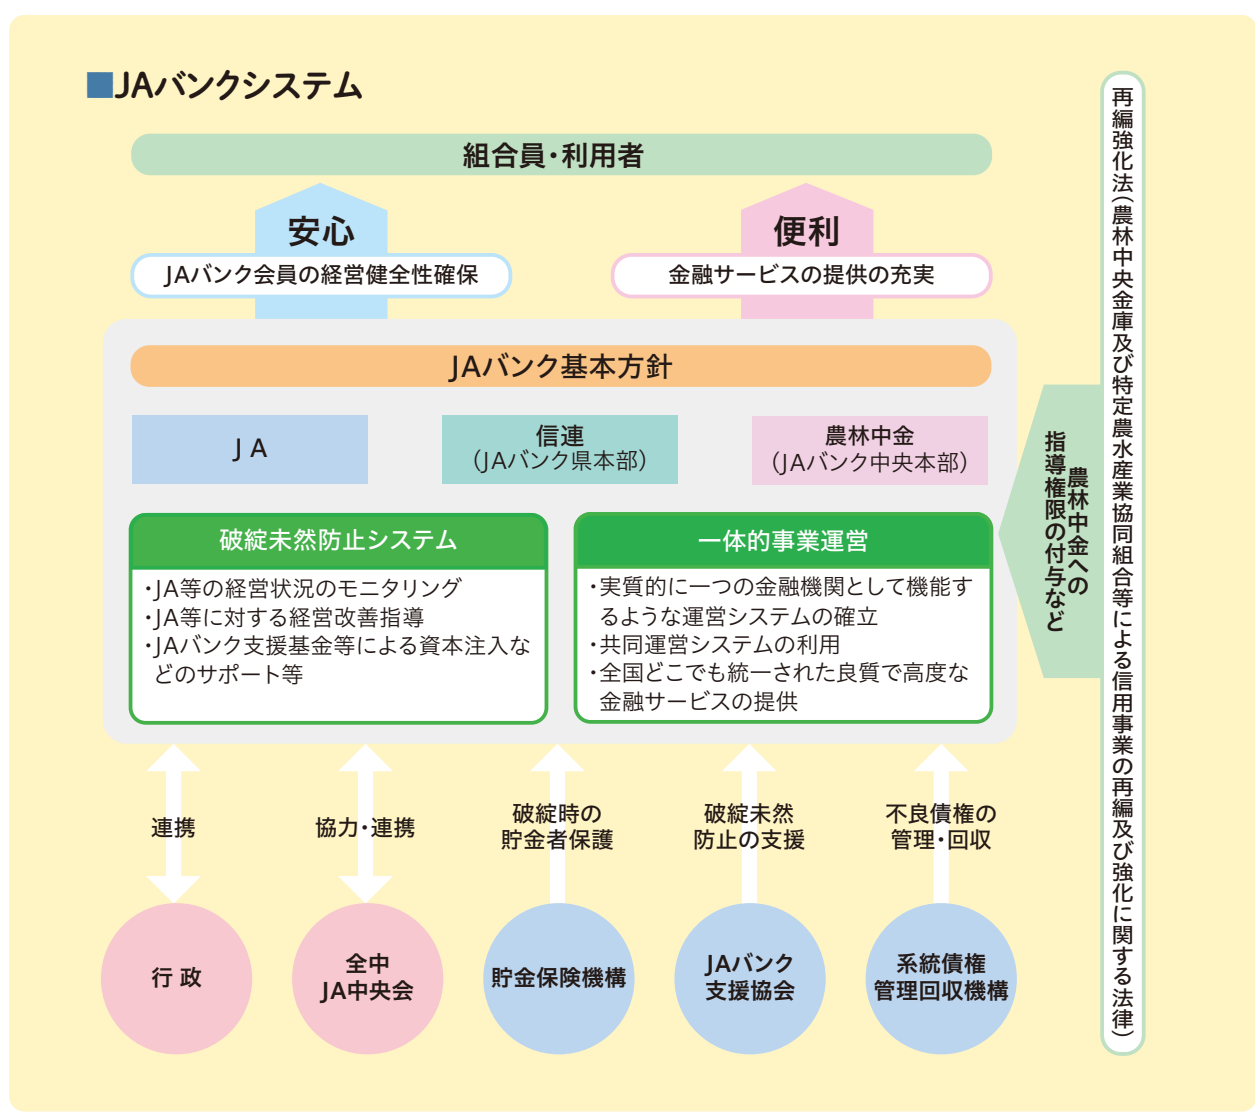 ■JAバンクシステム
組合員・利用者
安心
JAバンク会員の経営健全性確保
便利
金融サービスの提供の充実
JAバンク基本方針
JA
信連
（JAバンク県本部）
農林中金
（JAバンク中央本部）
破綻未然防止システム
・JA等の経営状況のモニタリング
・JA等に対する経営改善指導
・JAバンク支援基金等による資本注入な
どのサポート等
一体的事業運営
・実質的に一つの金融機関として機能す
るような運営システムの確立
・共同運営システムの利用
・全国どこでも統一された良質で高度な
金融サービスの提供
農林中金への
指導権限の付与など
再編強化法（農林中央金庫及び特定農水産業協同組合等による信用事業の再編及び強化に関する法律）
連携
協力・連携
破綻時の
貯金者保護
破綻未然
防止の支援
不良債権の
管理・回収
行政
全中
JA中央会
貯金保険機構
JAバンク
支援協会
系統債権
管理回収機構